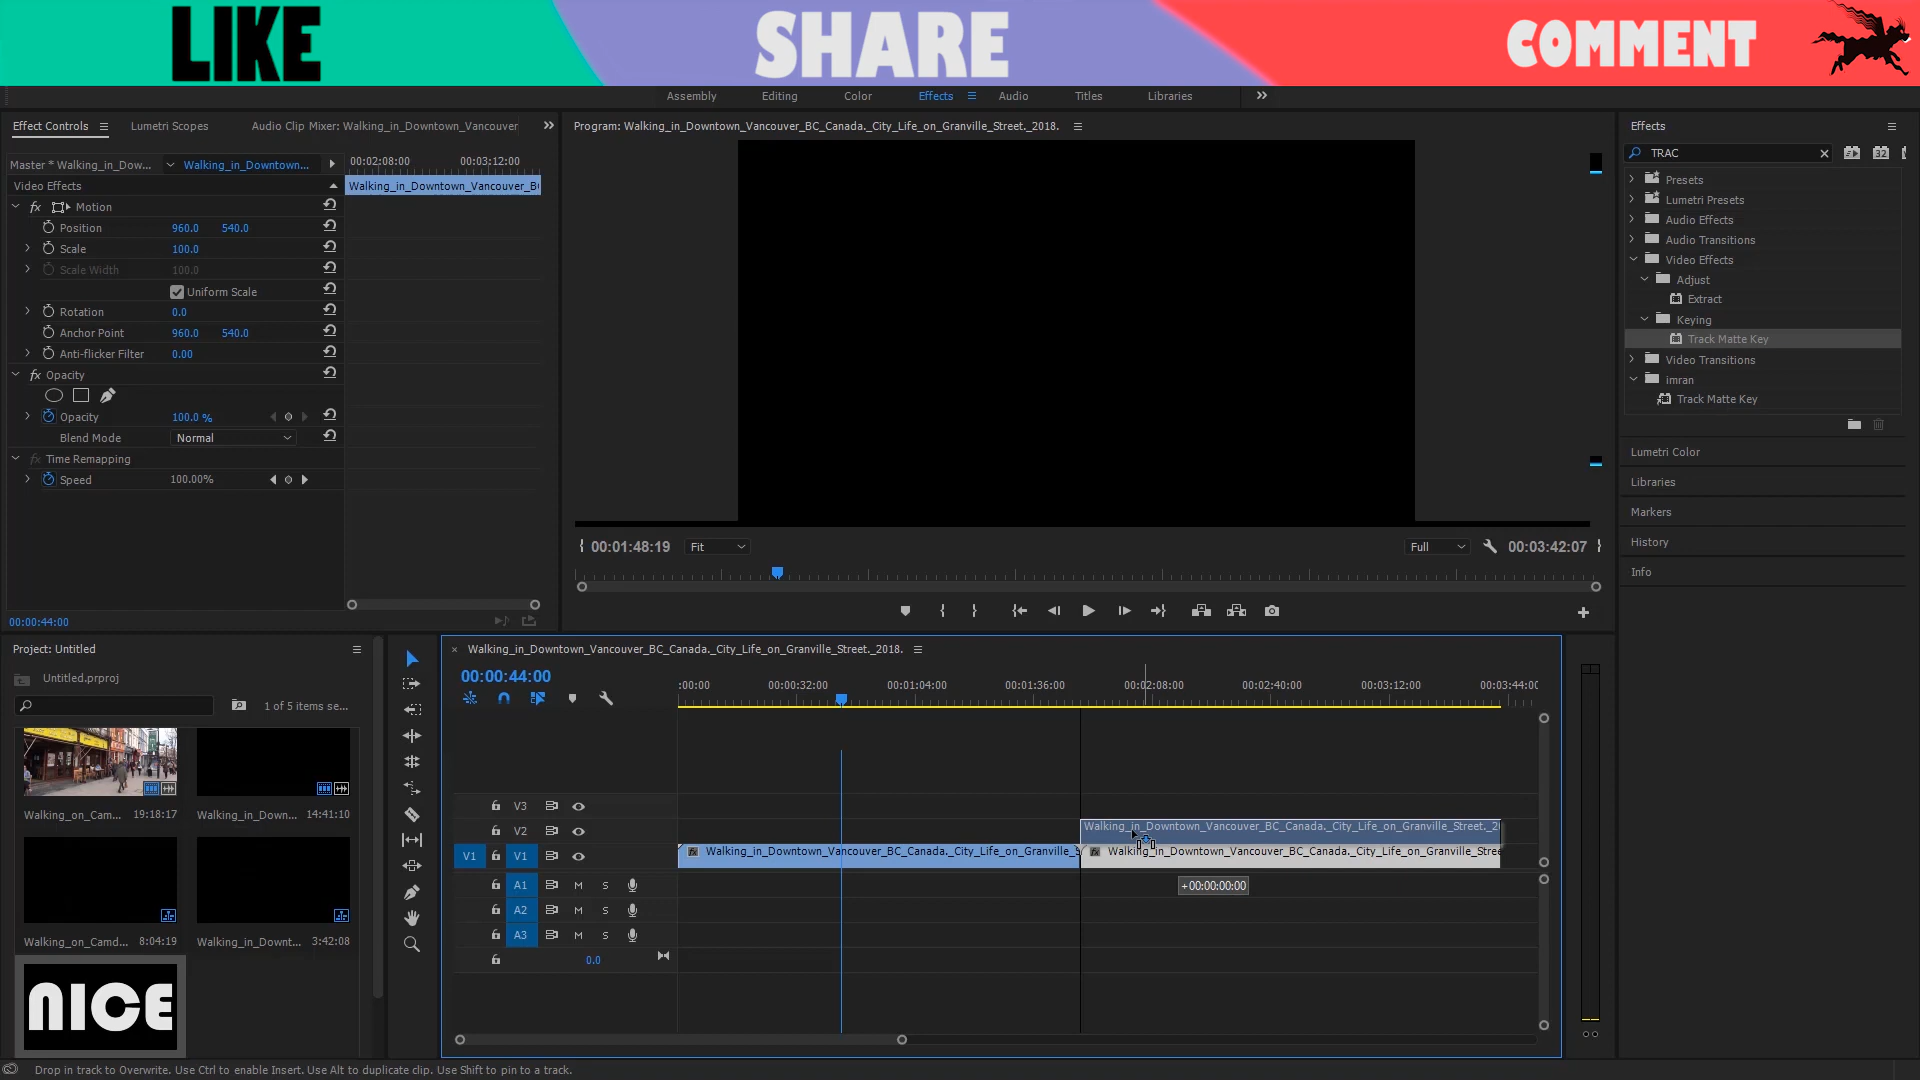 LIKE
SHARE
COMMENT
Assembly
Editing
Color
Effects
Audio
Titles
Libraries
Effect Controls
Lumetri Scopes
Audio Clip Mixer: Walking_in_Downtown_Vancouver
Program: Walking_in_Downtown_Vancouver_BC_Canada._City_Life_on_Granville_Street._2018.
Effects
Master * Walking_in_Dow...
Walking_in_Downtown...
00:02:08:00
00:03:12:00
TRAC
Video Effects
Walking_in_Downtown_Vancouver_B
Motion
Position 960.0 540.0
Scale 100.0
Scale Width 100.0
Uniform Scale
Rotation 0.0
Anchor Point 960.0 540.0
Anti-flicker Filter 0.00
Opacity
Opacity 100.0 %
Blend Mode Normal
Time Remapping
Speed 100.00%
00:00:44:00
00:01:48:19
Fit
Full
00:03:42:07
Presets
Lumetri Presets
Audio Effects
Audio Transitions
Video Effects
Adjust
Extract
Keying
Track Matte Key
Video Transitions
imran
Track Matte Key
Lumetri Color
Libraries
Markers
History
Info
Project: Untitled
Untitled.prproj
1 of 5 items se...
Walking_on_Cam... 19:18:17
Walking_in_Down... 14:41:10
Walking_on_Camd... 8:04:19
Walking_in_Downt... 3:42:08
NICE
Walking_in_Downtown_Vancouver_BC_Canada._City_Life_on_Granville_Street._2018.
00:00:44:00
:00:00
00:00:32:00
00:01:04:00
00:01:36:00
00:02:08:00
00:02:40:00
00:03:12:00
00:03:44:00
V3
V2
Walking_in_Downtown_Vancouver_BC_Canada._City_Life_on_Granville_Street._2
V1 V1
Walking_in_Downtown_Vancouver_BC_Canada._City_Life_on_Granville_S
Walking_in_Downtown_Vancouver_BC_Canada._City_Life_on_Granville_Stree
A1 M S
+00:00:00:00
A2 M S
A3 M S
0.0
Drop in track to Overwrite. Use Ctrl to enable Insert. Use Alt to duplicate clip. Use Shift to pin to a track.